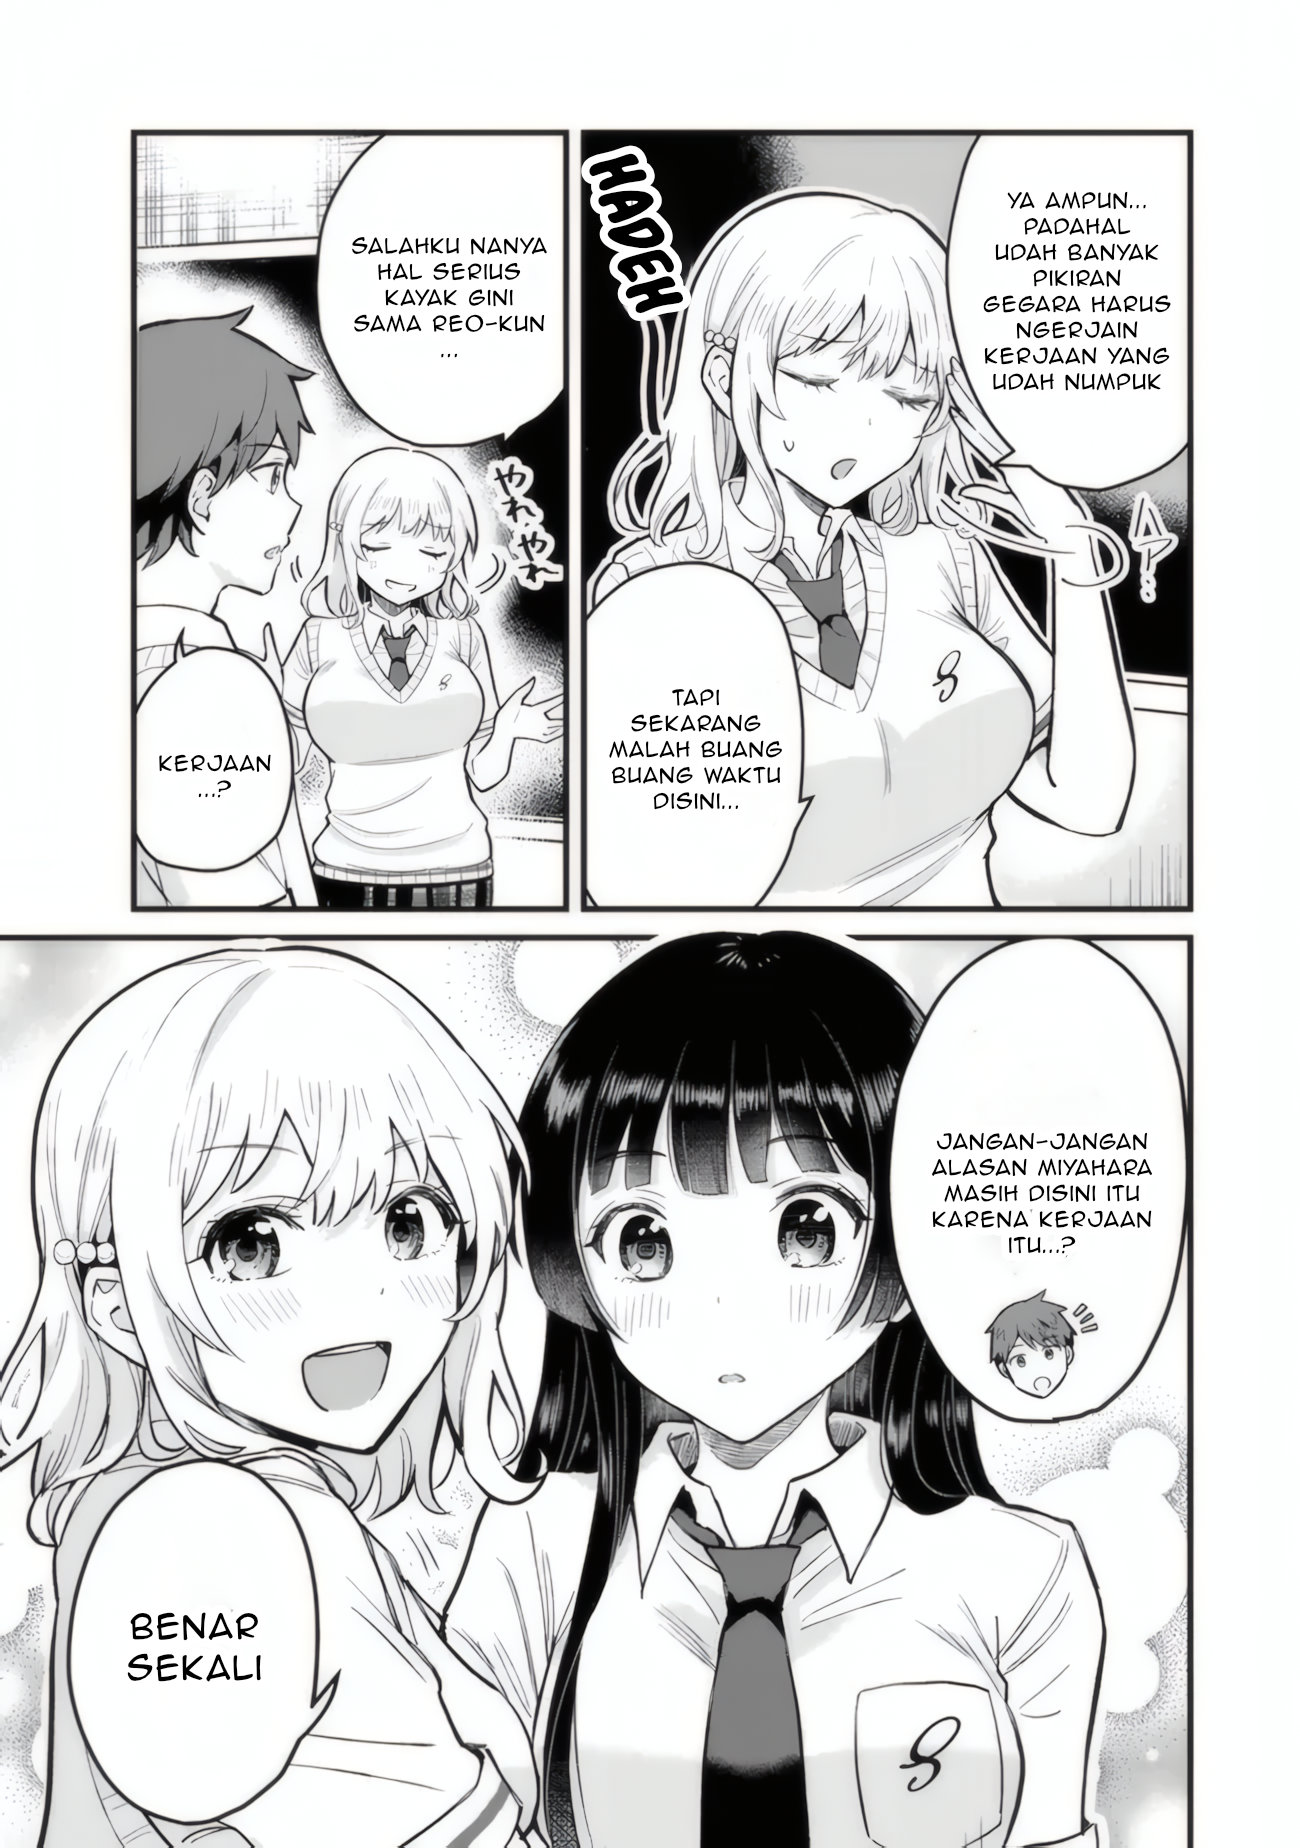 YA AMPUN...
PADAHAL
UDAH BANYAK
PIKIRAN
GEGARA HARUS
NGERJAIN
KERJAAN YANG
UDAH NUMPUK
HADEH
TAPI
SEKARANG
MALAH BUANG
BUANG WAKTU
DISINI...
SALAHKU NANYA
HAL SERIUS
KAYAK GINI
SAMA REO-KUN
...
やれやれ
KERJAAN
...?
JANGAN-JANGAN
ALASAN MIYAHARA
MASIH DISINI ITU
KARENA KERJAAN
ITU...?
BENAR
SEKALI